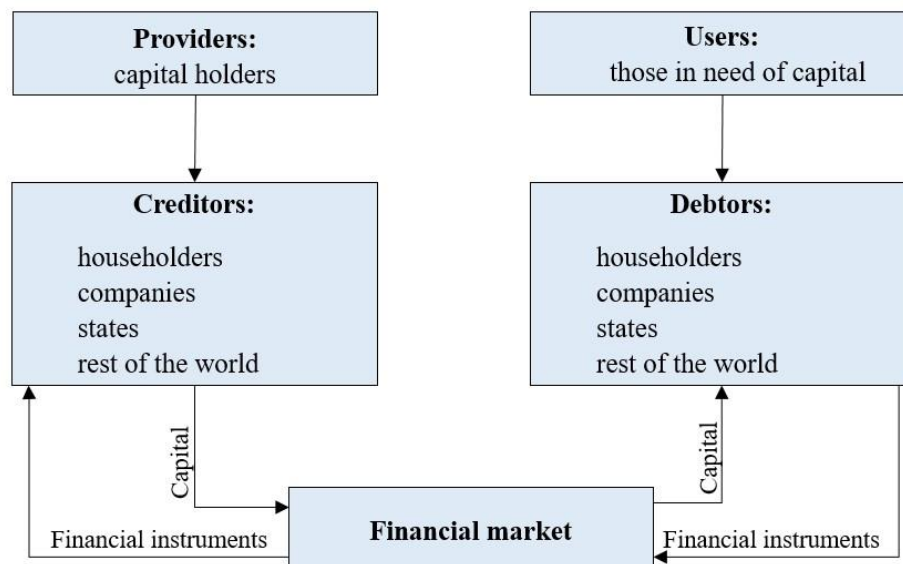 Providers:
capital holders
Users:
those in need of capital
Creditors:
householders
companies
states
rest of the world
Debtors:
householders
companies
states
rest of the world
Capital
Capital
Financial market
Financial instruments
Financial instruments